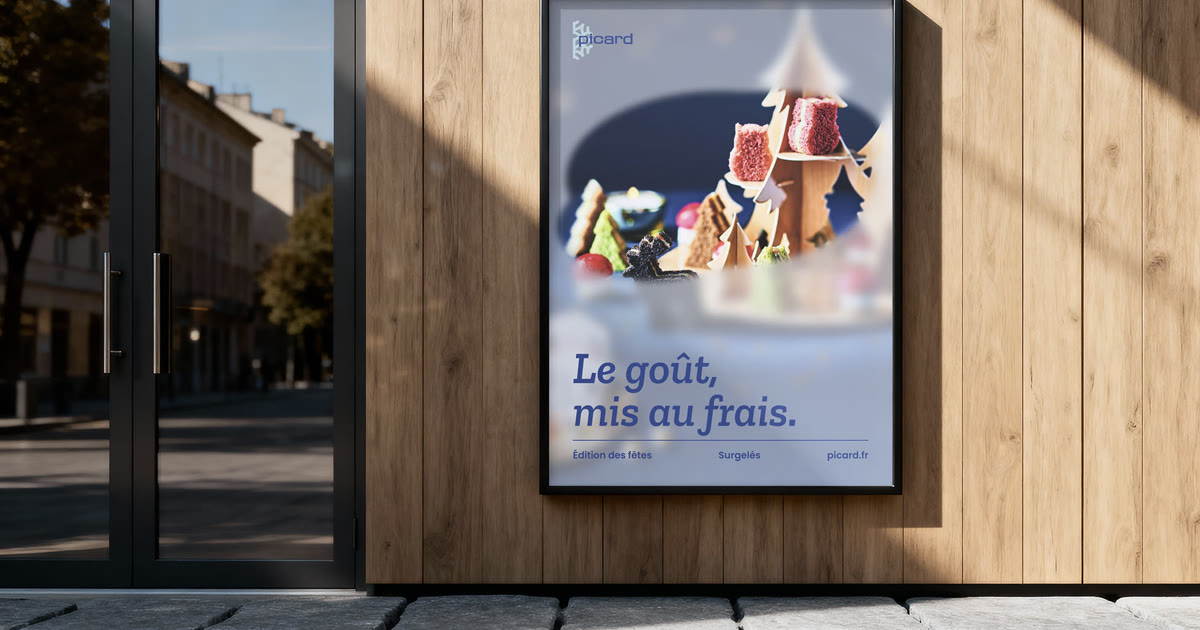 picard
Le goût,
mis au frais.
Édition des fêtes
Surgelés
picard.fr